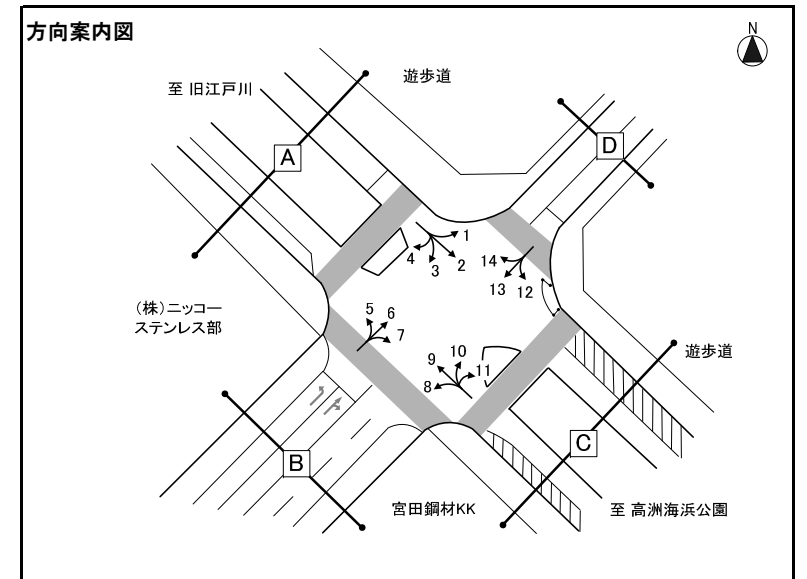 方向案内図
N
至 旧江戸川
遊歩道
A
D
1
2
3
4
14
13
12
(株)ニッコー
ステンレス部
5
6
7
9
10
11
8
遊歩道
B
C
宮田鋼材KK
至 高洲海浜公園